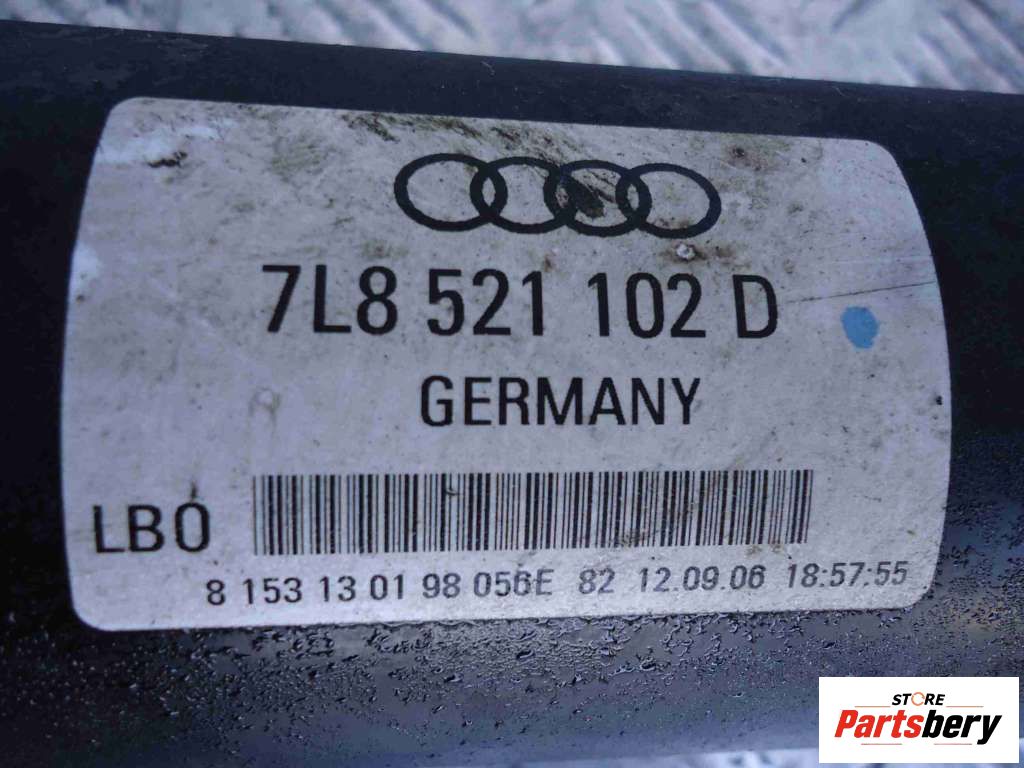 7L8 521 102 D
GERMANY
LB0
8 153 13 01 98 056E 82 12.09.06 18:57:55
STORE
Partsbery